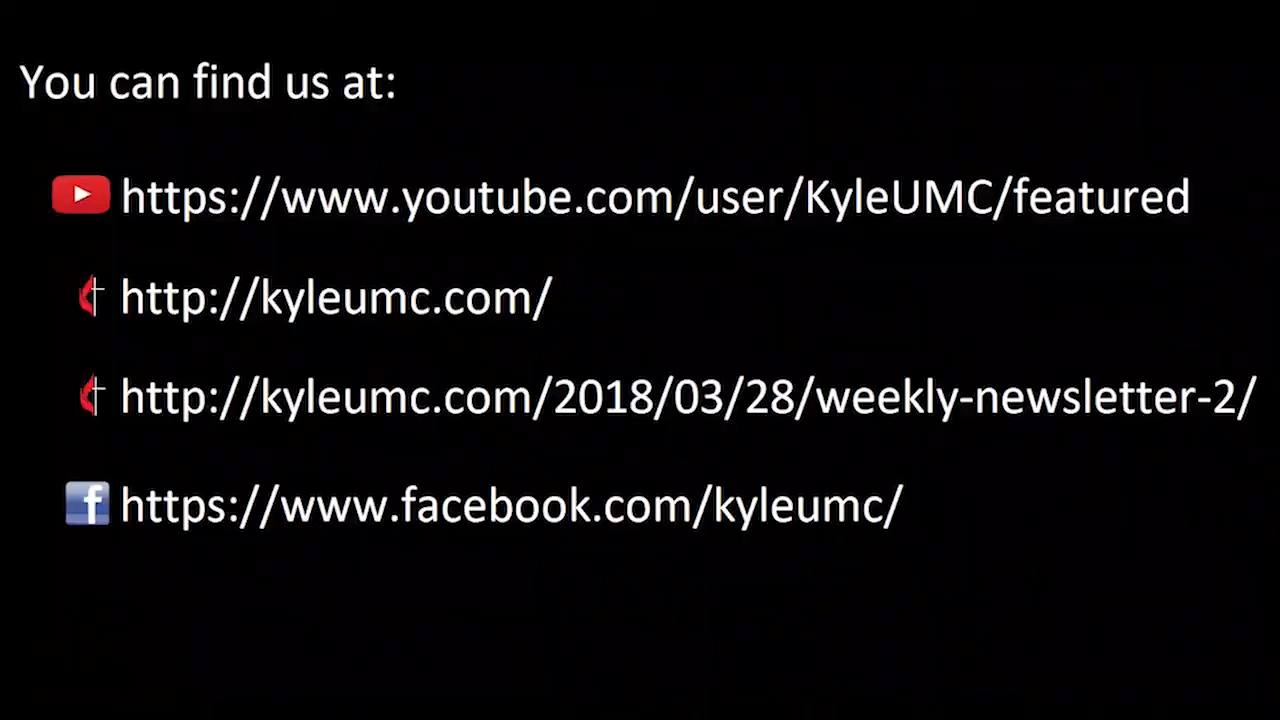 You can find us at:
https://www.youtube.com/user/KyleUMC/featured
http://kyleumc.com/
http://kyleumc.com/2018/03/28/weekly-newsletter-2/
f https://www.facebook.com/kyleumc/